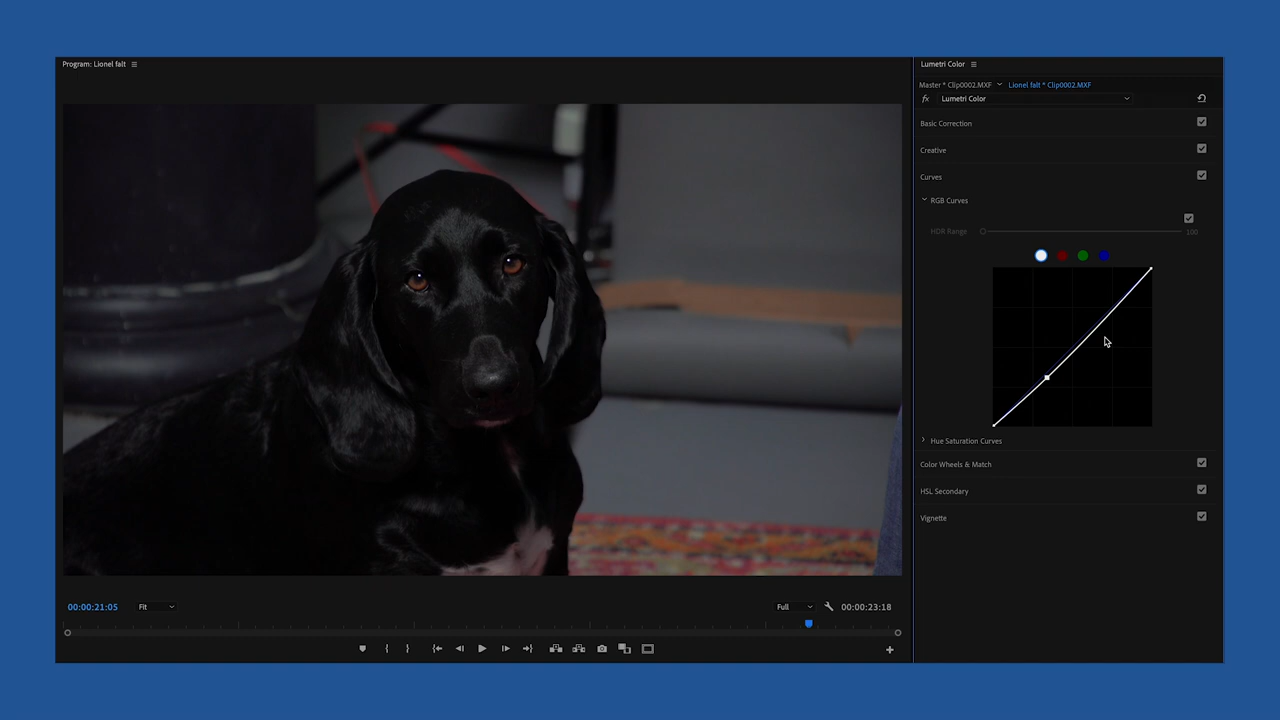 Program: Lionel falt
Lumetri Color
Master * Clip0002.MXF
Lionel falt * Clip0002.MXF
fx
Lumetri Color
Basic Correction
Creative
Curves
RGB Curves
HDR Range
100
Hue Saturation Curves
Color Wheels & Match
HSL Secondary
Vignette
00:00:21:05
Fit
Full
00:00:23:18